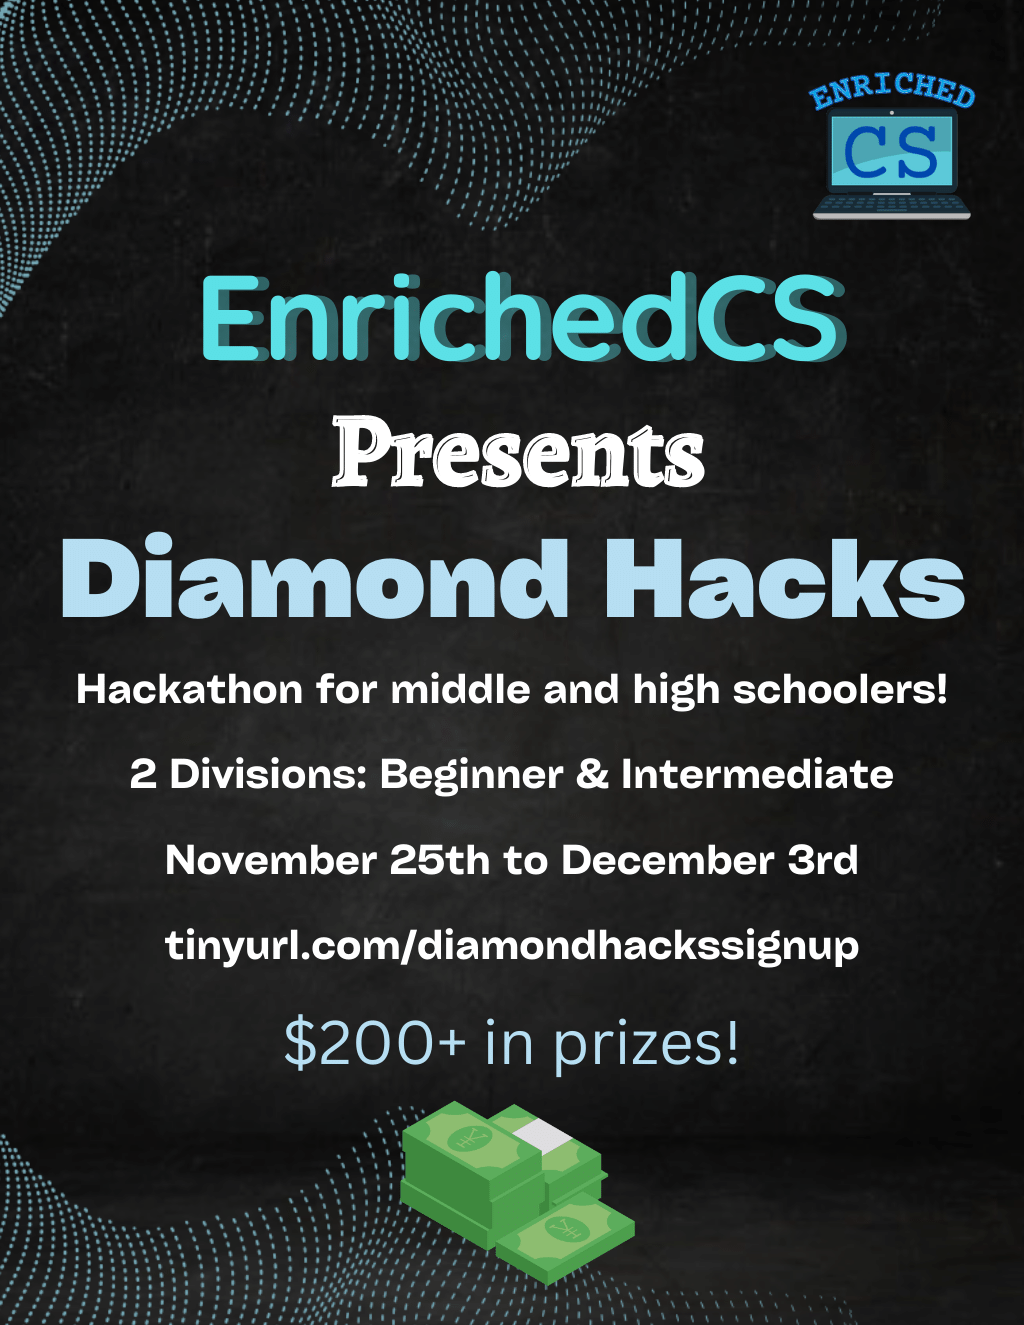 ENRICHED
CS
EnrichedCS
Presents
Diamond Hacks
Hackathon for middle and high schoolers!
2 Divisions: Beginner & Intermediate
November 25th to December 3rd
tinyurl.com/diamondhackssignup
$200+ in prizes!